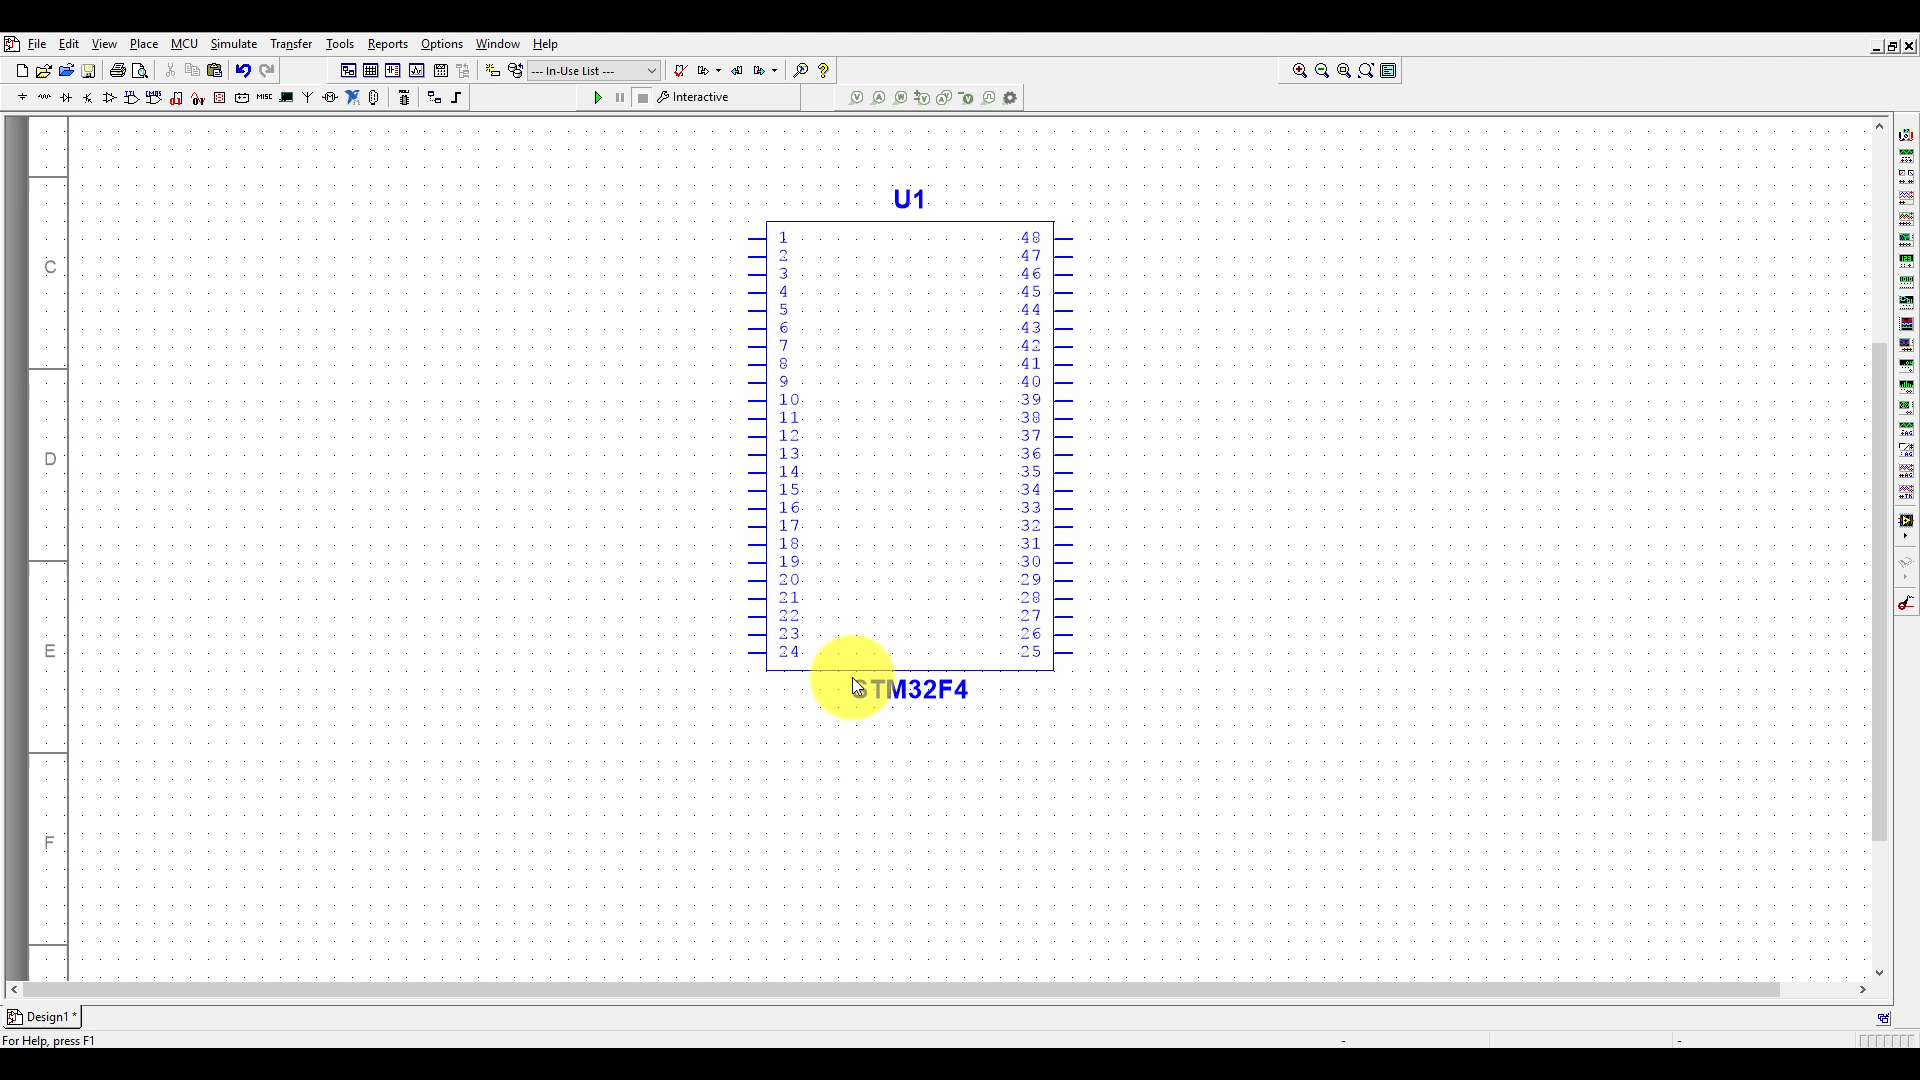 File Edit View Place MCU Simulate Transfer Tools Reports Options Window Help
--- In-Use List ---
MISC Interactive
U1
1 48
2 47
3 46
4 45
5 44
6 43
7 42
8 41
9 40
10 39
11 38
12 37
13 36
14 35
15 34
16 33
17 32
18 31
19 30
20 29
21 28
22 27
23 26
24 25
STM32F4
C
D
E
F
Design1 *
For Help, press F1
- -